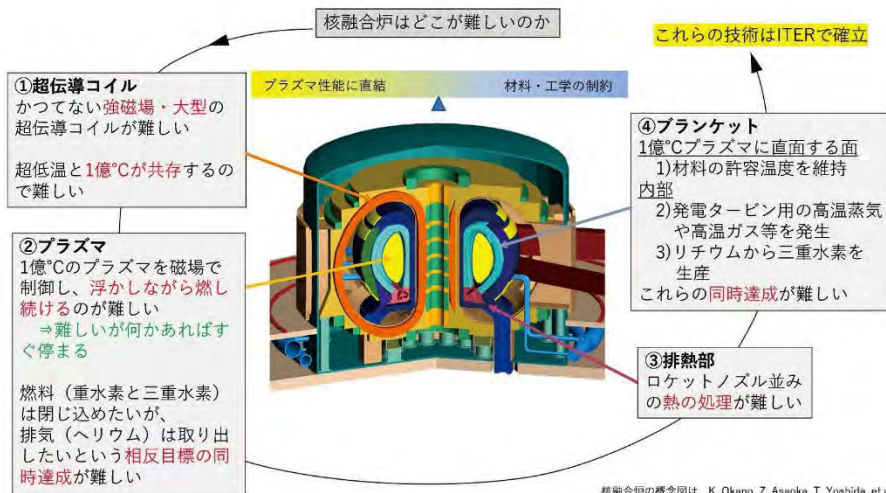 核融合炉はどこが難しいのか
これらの技術はITERで確立
プラズマ性能に直結
材料・工学の制約
①超伝導コイル
かつてない強磁場・大型の
超伝導コイルが難しい
超低温と1億℃が共存するの
で難しい
②プラズマ
1億℃のプラズマを磁場で
制御し、浮かしながら燃し
続けるのが難しい
⇒難しいが何かあればす
ぐ停まる
燃料（重水素と三重水素）
は閉じ込めたいが、
排気（ヘリウム）は取り出
したいという相反目標の同
時達成が難しい
③排熱部
ロケットノズル並み
の熱の処理が難しい
④ブランケット
1億℃プラズマに直面する面
1)材料の許容温度を維持
内部
2)発電タービン用の高温蒸気
や高温ガス等を発生
3)リチウムから三重水素を
生産
これらの同時達成が難しい
核融合炉の概念図は、K. Okano, Z. Asaoka, T. Yoshida, et al